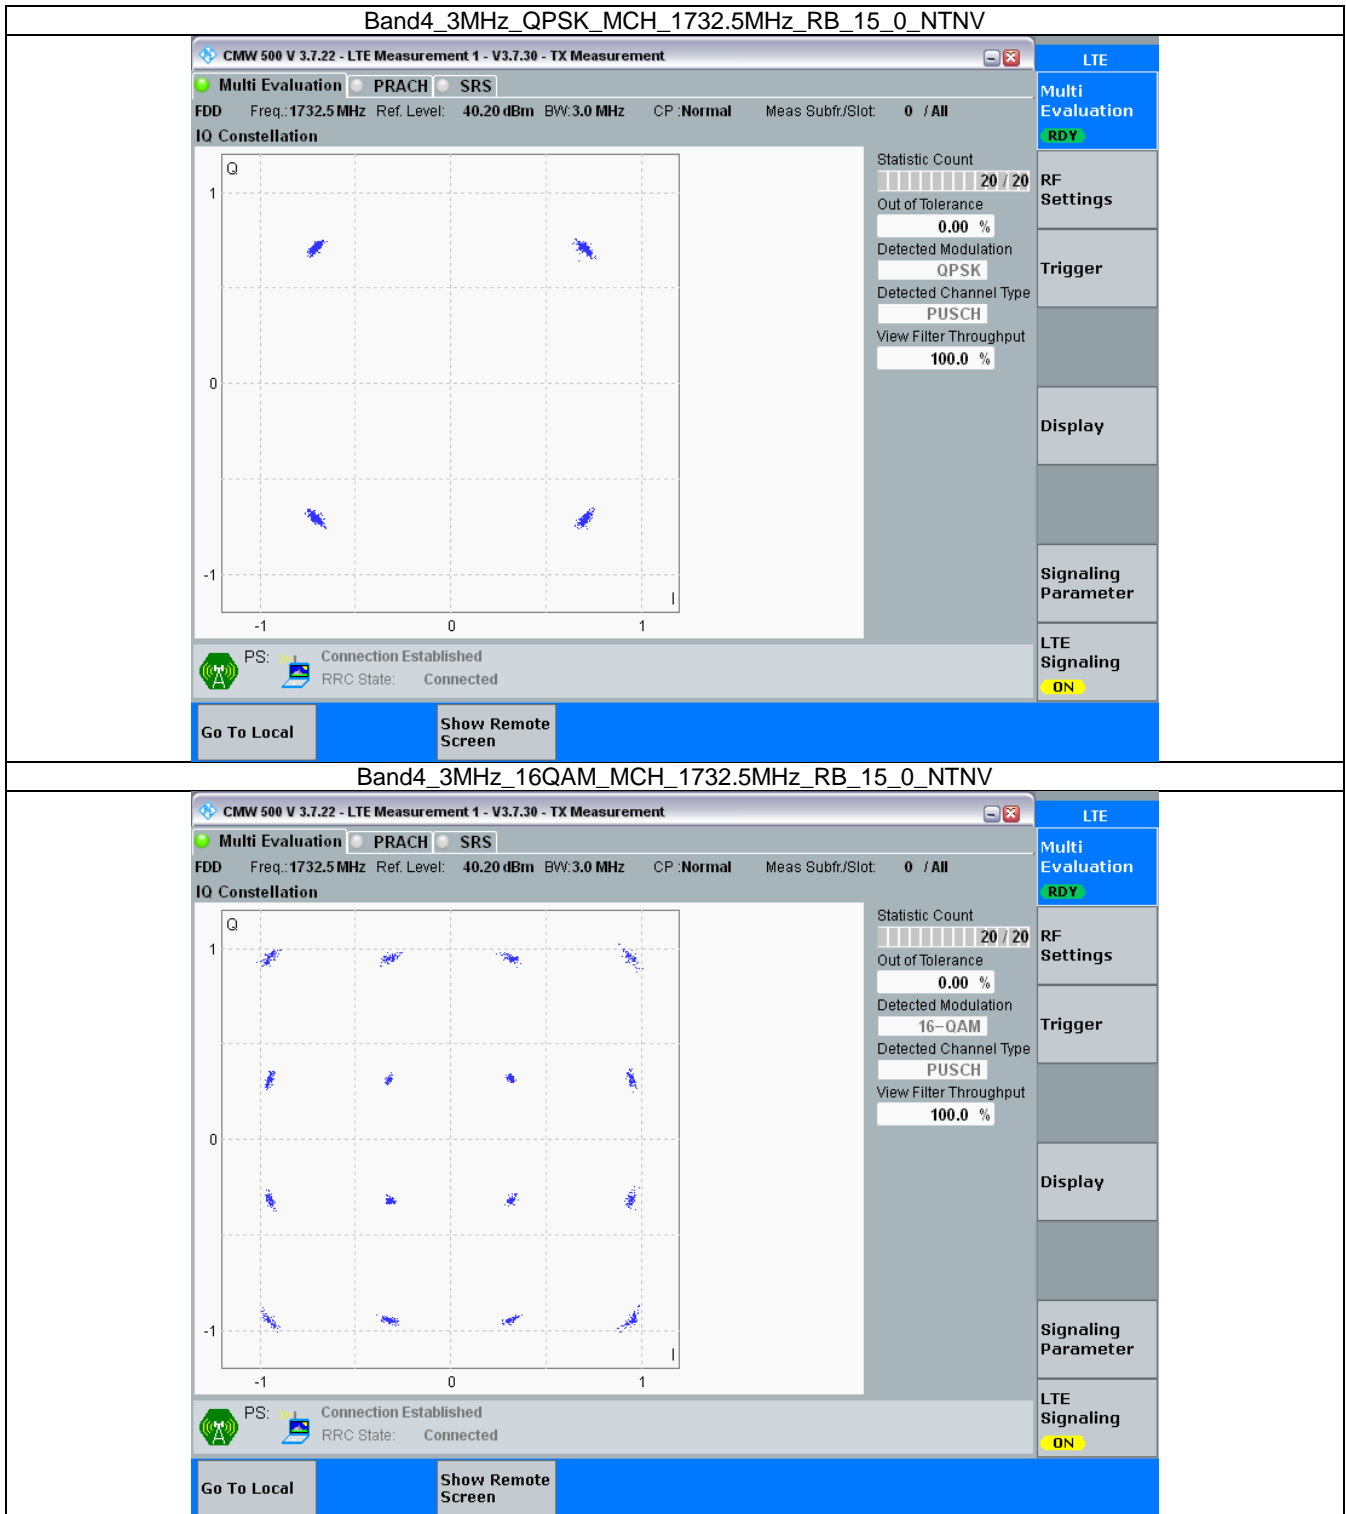 Band4_3MHz_QPSK_MCH_1732.5MHz_RB_15_0_NTNV
CMW 500 V 3.7.22 - LTE Measurement 1 - V3.7.30 - TX Measurement
LTE
Multi Evaluation PRACH SRS
Multi
Evaluation
RDY
FDD Freq.: 1732.5 MHz Ref. Level: 40.20 dBm BW: 3.0 MHz CP : Normal Meas Subfr./Slot: 0 / All
IQ Constellation
Q
1
0
-1
I
-1 0 1
Statistic Count
20 / 20
Out of Tolerance
0.00 %
Detected Modulation
QPSK
Detected Channel Type
PUSCH
View Filter Throughput
100.0 %
RF
Settings
Trigger
Display
Signaling
Parameter
LTE
Signaling
ON
PS: Connection Established
RRC State: Connected
Go To Local
Show Remote
Screen
Band4_3MHz_16QAM_MCH_1732.5MHz_RB_15_0_NTNV
CMW 500 V 3.7.22 - LTE Measurement 1 - V3.7.30 - TX Measurement
LTE
Multi Evaluation PRACH SRS
Multi
Evaluation
RDY
FDD Freq.: 1732.5 MHz Ref. Level: 40.20 dBm BW: 3.0 MHz CP : Normal Meas Subfr./Slot: 0 / All
IQ Constellation
Q
1
0
-1
I
-1 0 1
Statistic Count
20 / 20
Out of Tolerance
0.00 %
Detected Modulation
16-QAM
Detected Channel Type
PUSCH
View Filter Throughput
100.0 %
RF
Settings
Trigger
Display
Signaling
Parameter
LTE
Signaling
ON
PS: Connection Established
RRC State: Connected
Go To Local
Show Remote
Screen